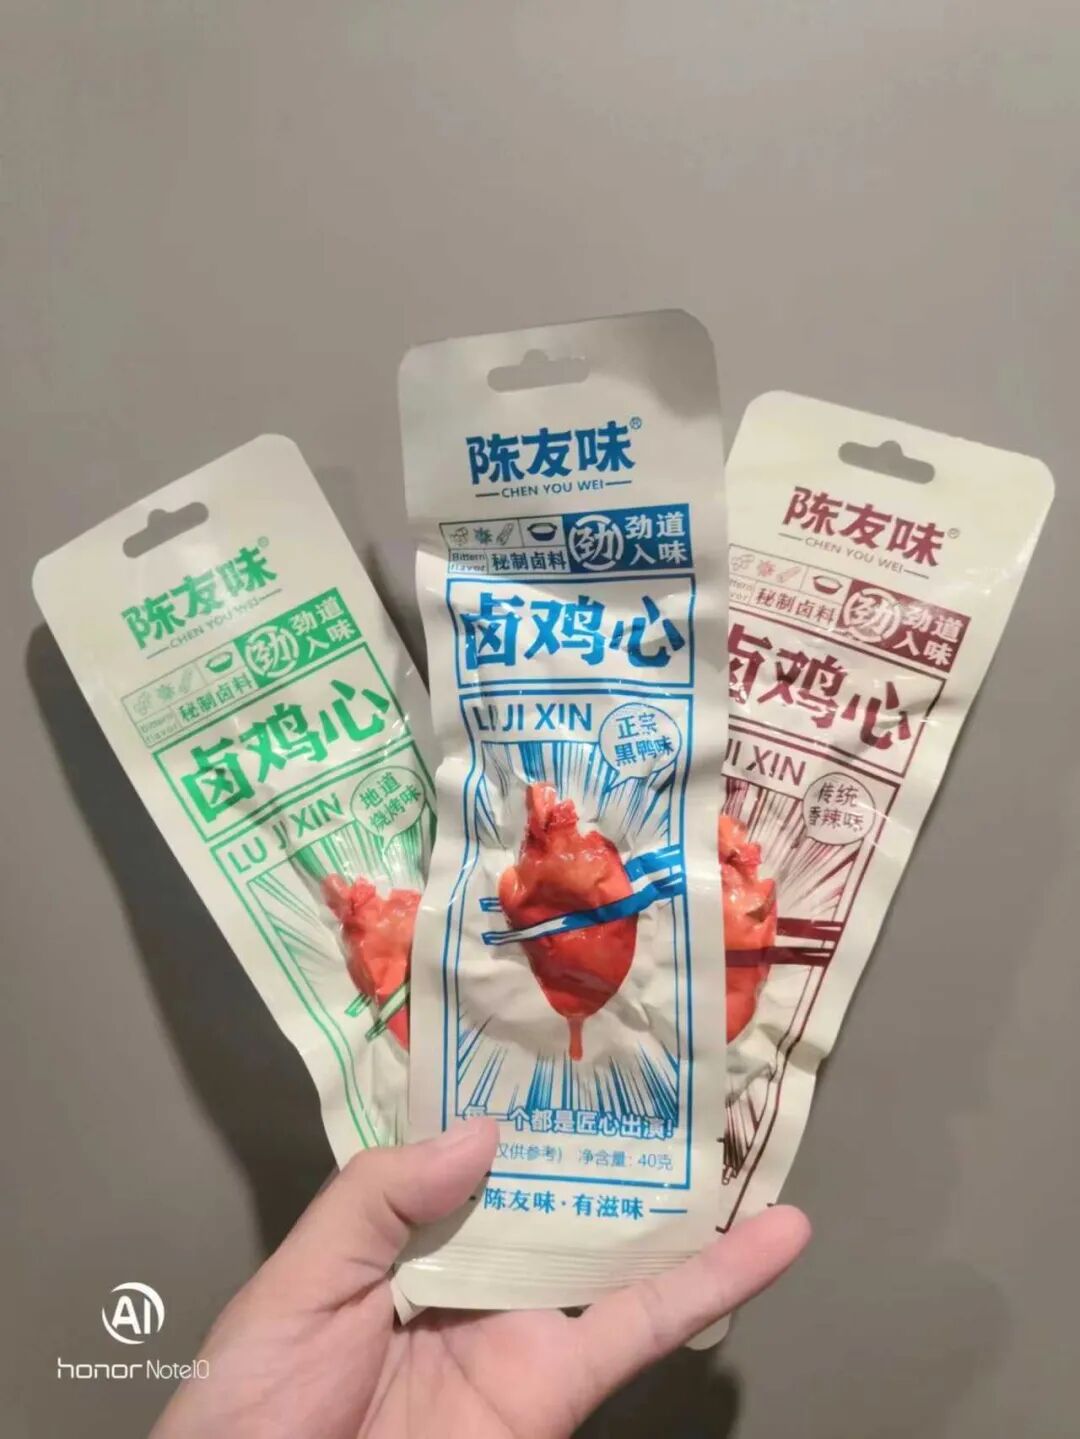 陈友味®
CHEN YOU WEI
Bittern flavor
秘制卤料
劲
劲道
入味
卤鸡心
LU JI XIN
地道
烧烤味
陈友味®
CHEN YOU WEI
Bittern
flavor
秘制卤料
劲
劲道
入味
卤鸡心
LU JI XIN
正宗
黑鸭味
一个都是匠心出演!
仅供参考) 净含量: 40克
陈友味·有滋味
陈友味®
CHEN YOU WEI
秘制卤料
劲
劲道
入味
卤鸡心
JI XIN
传统
香辣味
AI
honor Note10